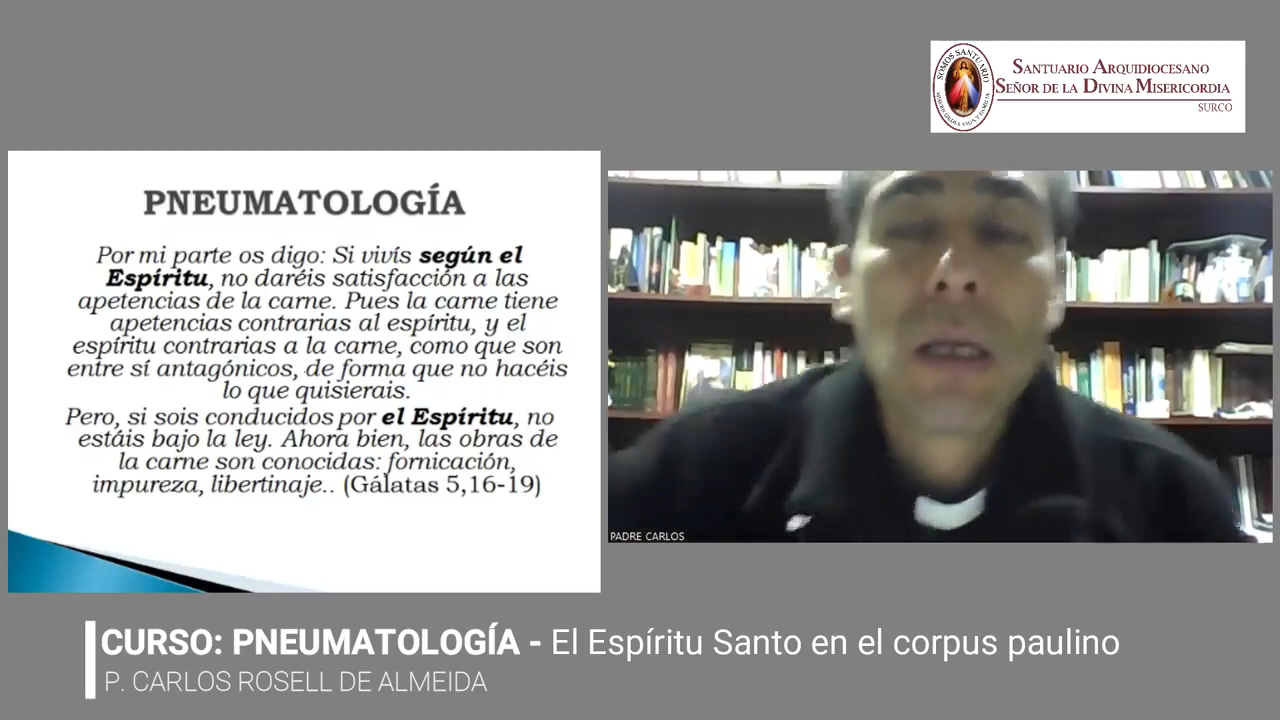 SOMOS SANTUARIO
SANTUARIO ARQUIDIOCESANO
SEÑOR DE LA DIVINA MISERICORDIA
SURCO
PNEUMATOLOGÍA
Por mi parte os digo: Si vivís según el
Espíritu, no daréis satisfacción a las
apetencias de la carne. Pues la carne tiene
apetencias contrarias al espíritu, y el
espíritu contrarias a la carne, como que son
entre sí antagónicos, de forma que no hacéis
lo que quisierais.
Pero, si sois conducidos por el Espíritu, no
estáis bajo la ley. Ahora bien, las obras de
la carne son conocidas: fornicación,
impureza, libertinaje.. (Gálatas 5,16-19)
PADRE CARLOS
CURSO: PNEUMATOLOGÍA - El Espíritu Santo en el corpus paulino
P. CARLOS ROSELL DE ALMEIDA